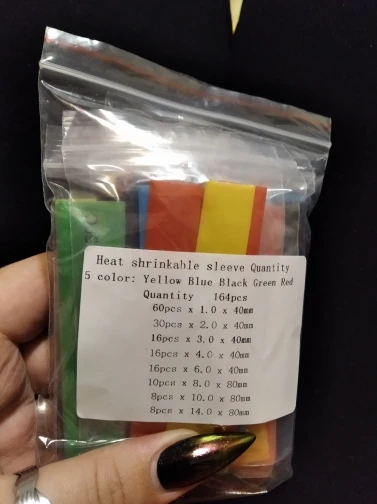 Heat shrinkable sleeve Quantity
5 color: Yellow Blue Black Green Red
Quantity 164pcs
60pcs x 1.0 x 40mm
30pcs x 2.0 x 40mm
16pcs x 3.0 x 40mm
16pcs x 4.0 x 40mm
16pcs x 6.0 x 40mm
10pcs x 8.0 x 80mm
8pcs x 10.0 x 80mm
8pcs x 14.0 x 80mm